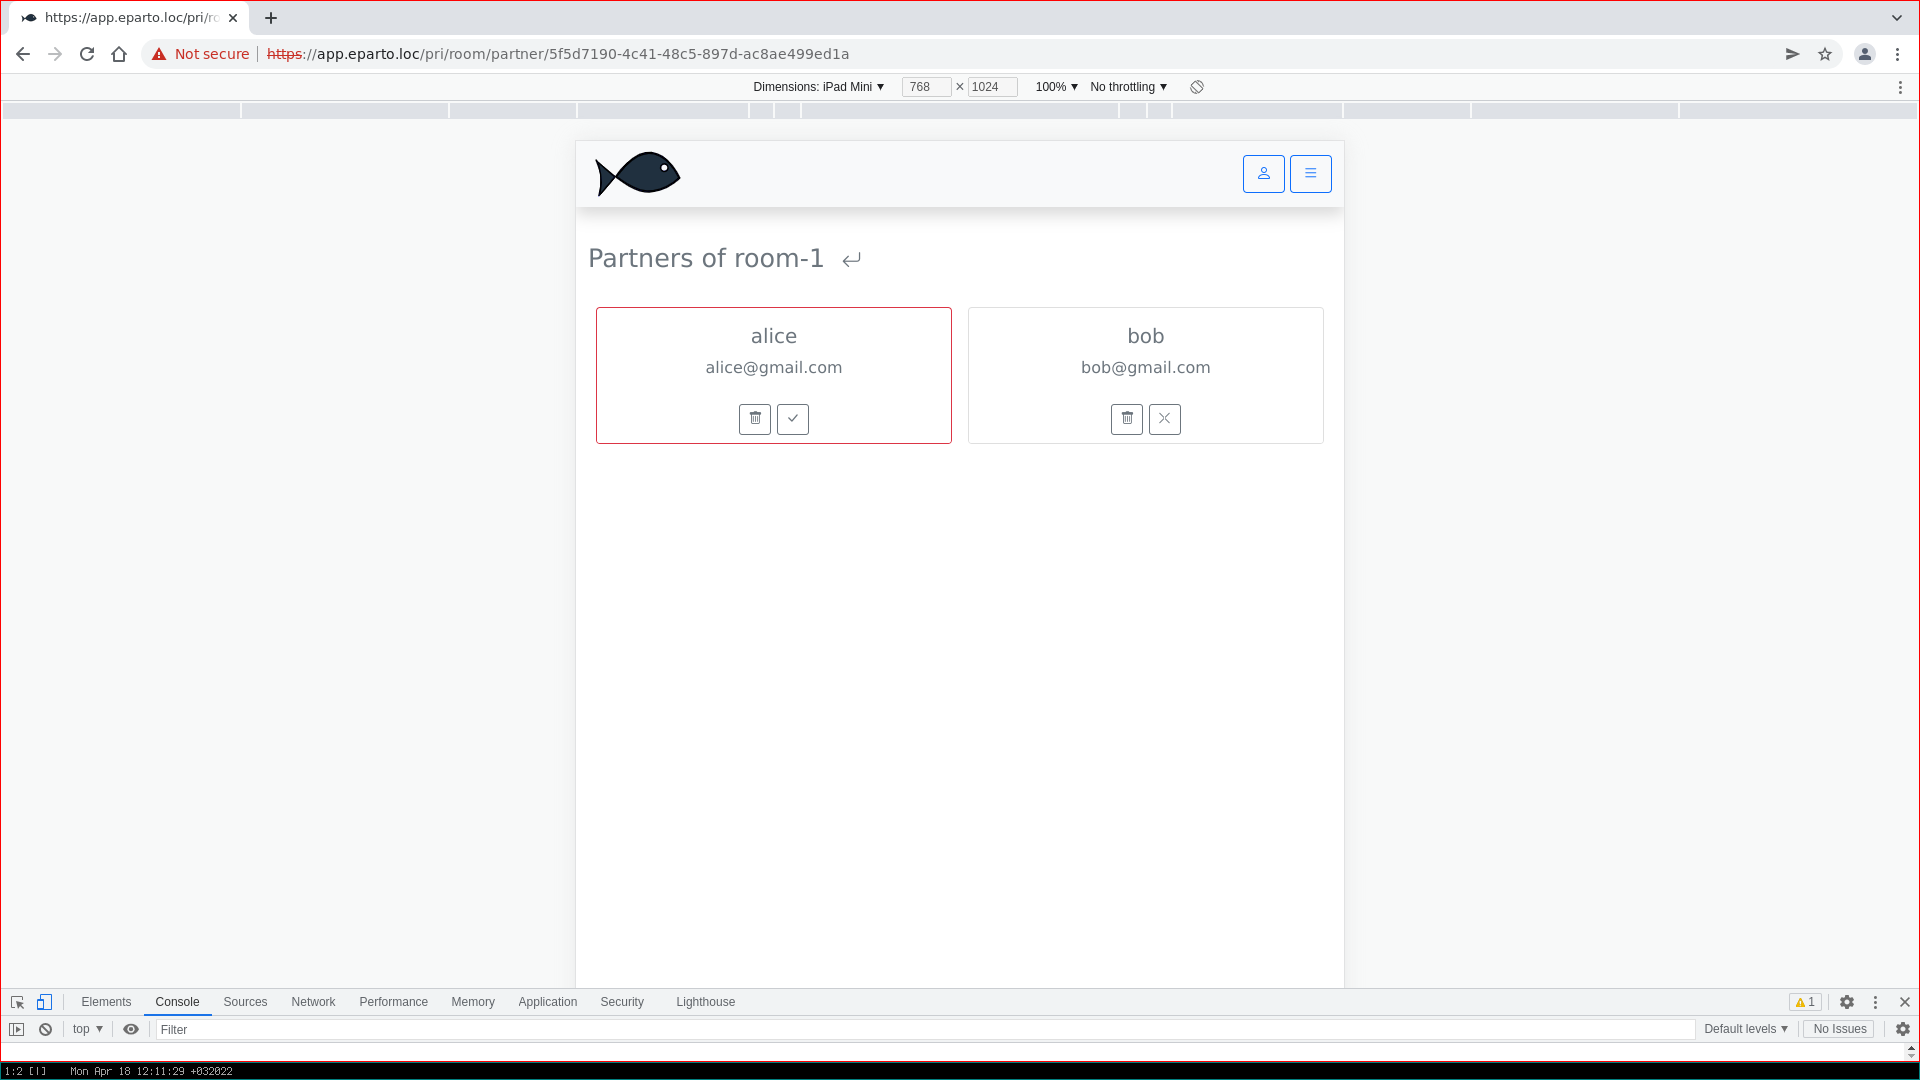 https://app.eparto.loc/pri/ro
Not secure https://app.eparto.loc/pri/room/partner/5f5d7190-4c41-48c5-897d-ac8ae499ed1a
Dimensions: iPad Mini ▼ 768 × 1024 100% ▼ No throttling ▼
Partners of room-1
alice bob
alice@gmail.com bob@gmail.com
Elements Console Sources Network Performance Memory Application Security Lighthouse 1
top ▼ Filter Default levels ▼ No Issues
1:2 [|] Mon Apr 18 12:11:29 +032022